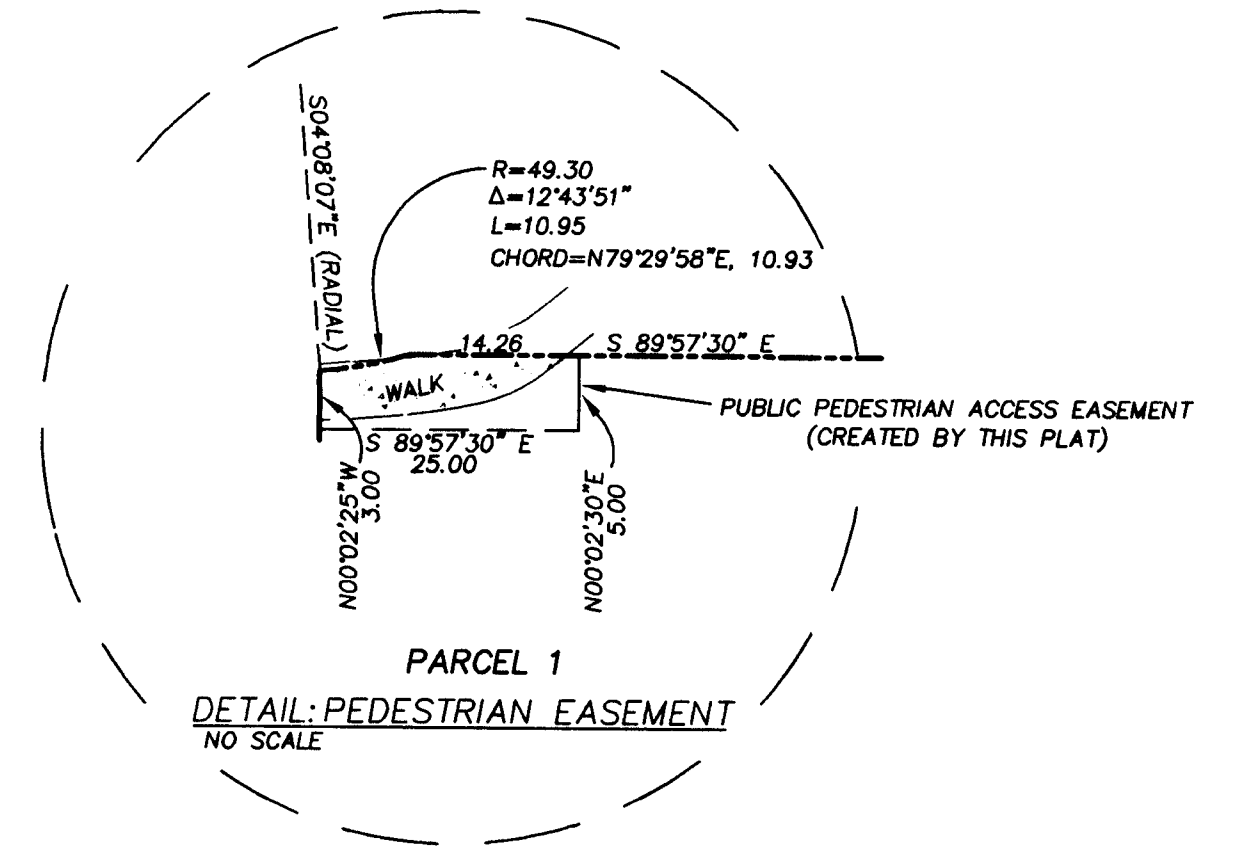 S04°08'07"E (RADIAL)
R=49.30
Δ=12°43'51"
L=10.95
CHORD=N79°29'58"E, 10.93
14.26
S 89°57'30" E
WALK
S 89°57'30" E
25.00
PUBLIC PEDESTRIAN ACCESS EASEMENT
(CREATED BY THIS PLAT)
N00°02'25"W
3.00
N00°02'30"E
5.00
PARCEL 1
DETAIL: PEDESTRIAN EASEMENT
NO SCALE